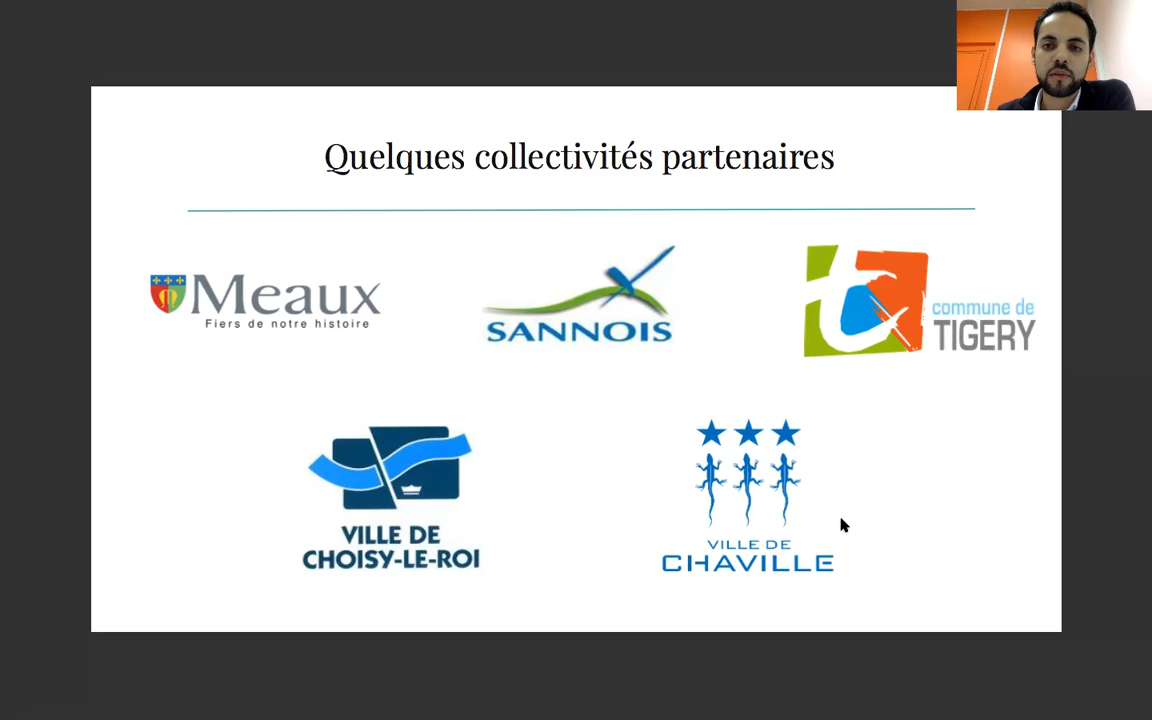 Quelques collectivités partenaires
Meaux
Fiers de notre histoire
SANNOIS
commune de
TIGERY
VILLE DE
CHOISY-LE-ROI
VILLE DE
CHAVILLE